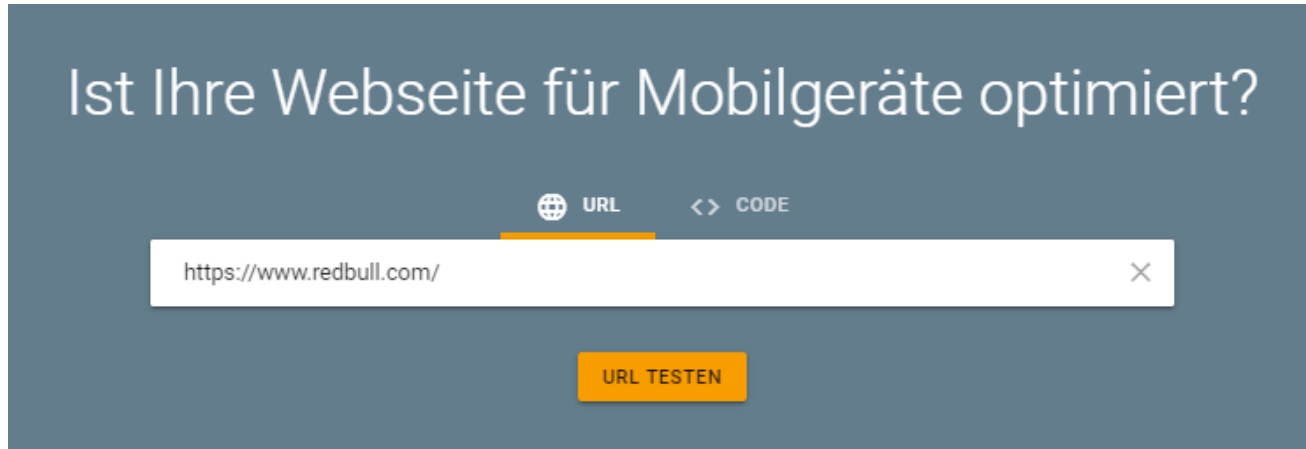 Ist Ihre Webseite für Mobilgeräte optimiert?
URL <> CODE
https://www.redbull.com/
URL TESTEN